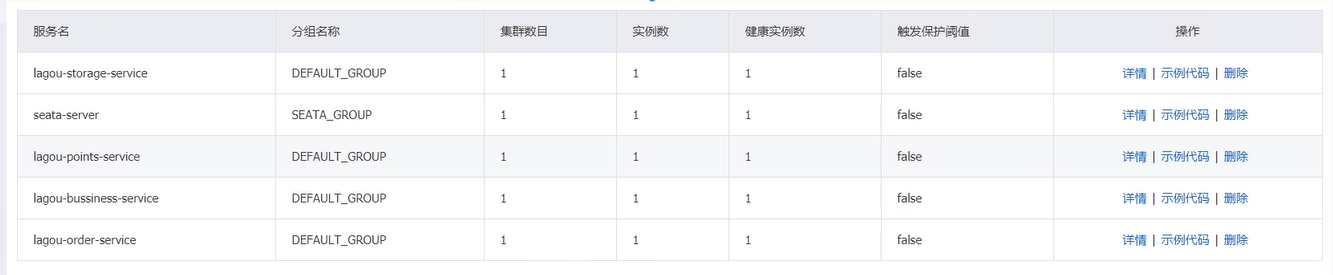 服务名 分组名称 集群数目 实例数 健康实例数 触发保护阈值 操作
lagou-storage-service DEFAULT_GROUP 1 1 1 false 详情 | 示例代码 | 删除
seata-server SEATA_GROUP 1 1 1 false 详情 | 示例代码 | 删除
lagou-points-service DEFAULT_GROUP 1 1 1 false 详情 | 示例代码 | 删除
lagou-bussiness-service DEFAULT_GROUP 1 1 1 false 详情 | 示例代码 | 删除
lagou-order-service DEFAULT_GROUP 1 1 1 false 详情 | 示例代码 | 删除